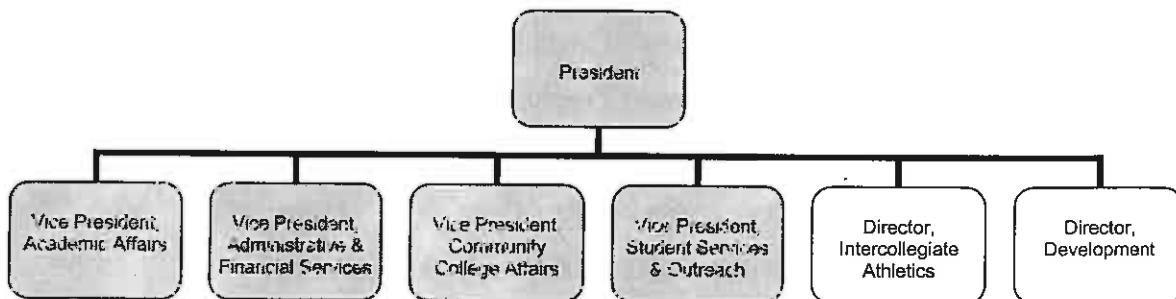 President
Vice President,
Academic Affairs
Vice President,
Administrative &
Financial Services
Vice President
Community
College Affairs
Vice President,
Student Services
& Outreach
Director,
Intercollegiate
Athletics
Director,
Development